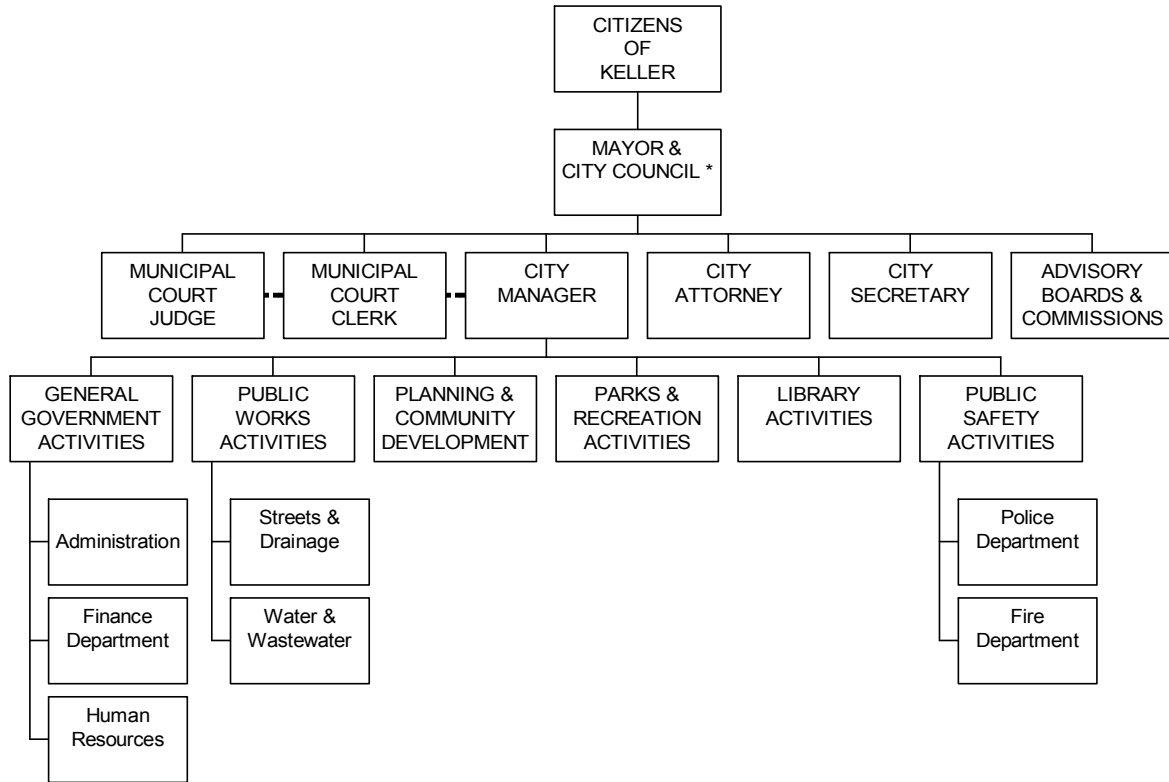 CITIZENS
OF
KELLER
MAYOR &
CITY COUNCIL *
MUNICIPAL
COURT
JUDGE
MUNICIPAL
COURT
CLERK
CITY
MANAGER
CITY
ATTORNEY
CITY
SECRETARY
ADVISORY
BOARDS &
COMMISSIONS
GENERAL
GOVERNMENT
ACTIVITIES
PUBLIC
WORKS
ACTIVITIES
PLANNING &
COMMUNITY
DEVELOPMENT
PARKS &
RECREATION
ACTIVITIES
LIBRARY
ACTIVITIES
PUBLIC
SAFETY
ACTIVITIES
Administration
Finance
Department
Human
Resources
Streets &
Drainage
Water &
Wastewater
Police
Department
Fire
Department